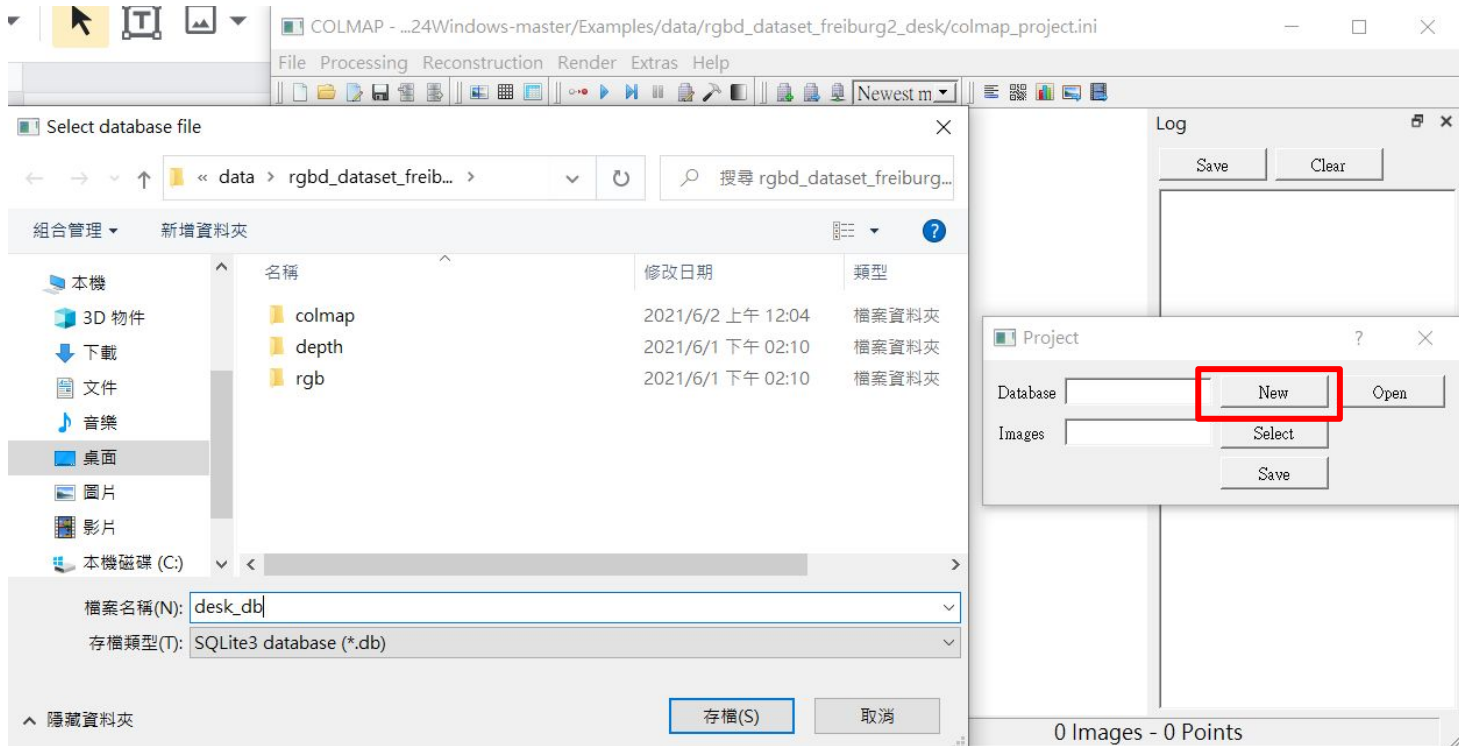 COLMAP - ...24Windows-master/Examples/data/rgbd_dataset_freiburg2_desk/colmap_project.ini
File Processing Reconstruction Render Extras Help
Newest m
Select database file
« data > rgbd_dataset_freib... >
搜尋 rgbd_dataset_freiburg...
組合管理
新增資料夾
?
本機
3D 物件
下載
文件
音樂
桌面
圖片
影片
本機磁碟 (C:)
名稱 修改日期 類型
colmap 2021/6/2 上午 12:04 檔案資料夾
depth 2021/6/1 下午 02:10 檔案資料夾
rgb 2021/6/1 下午 02:10 檔案資料夾
檔案名稱(N): desk_db
存檔類型(T): SQLite3 database (*.db)
隱藏資料夾
存檔(S) 取消
Log
Save Clear
Project ?
Database New Open
Images Select
Save
0 Images - 0 Points